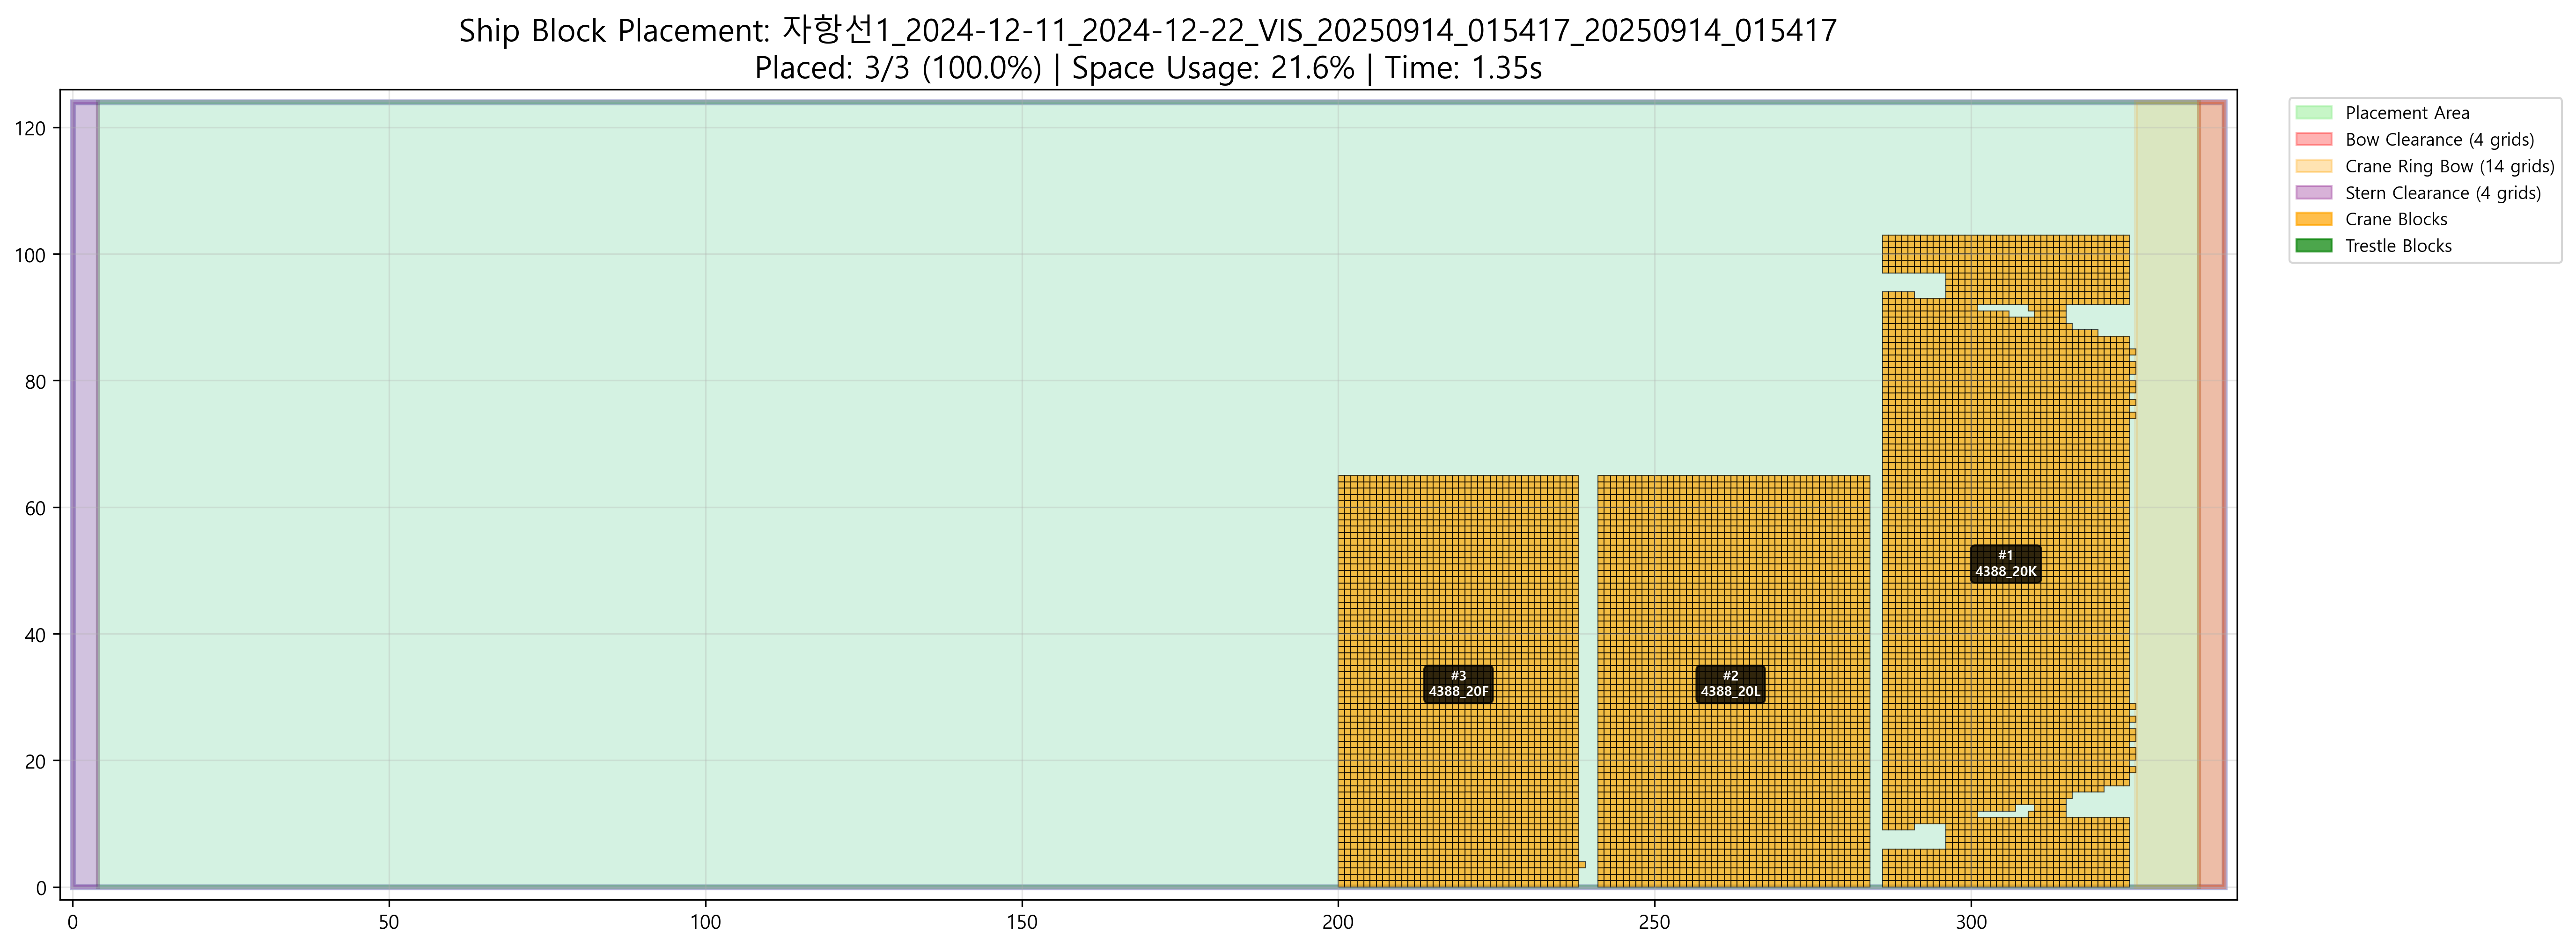 Ship Block Placement: 자항선1_2024-12-11_2024-12-22_VIS_20250914_015417_20250914_015417
Placed: 3/3 (100.0%) | Space Usage: 21.6% | Time: 1.35s
Placement Area
Bow Clearance (4 grids)
Crane Ring Bow (14 grids)
Stern Clearance (4 grids)
Crane Blocks
Trestle Blocks
120
100
80
60
40
20
0
#1
4388_20K
#3
4388_20F
#2
4388_20L
0
50
100
150
200
250
300